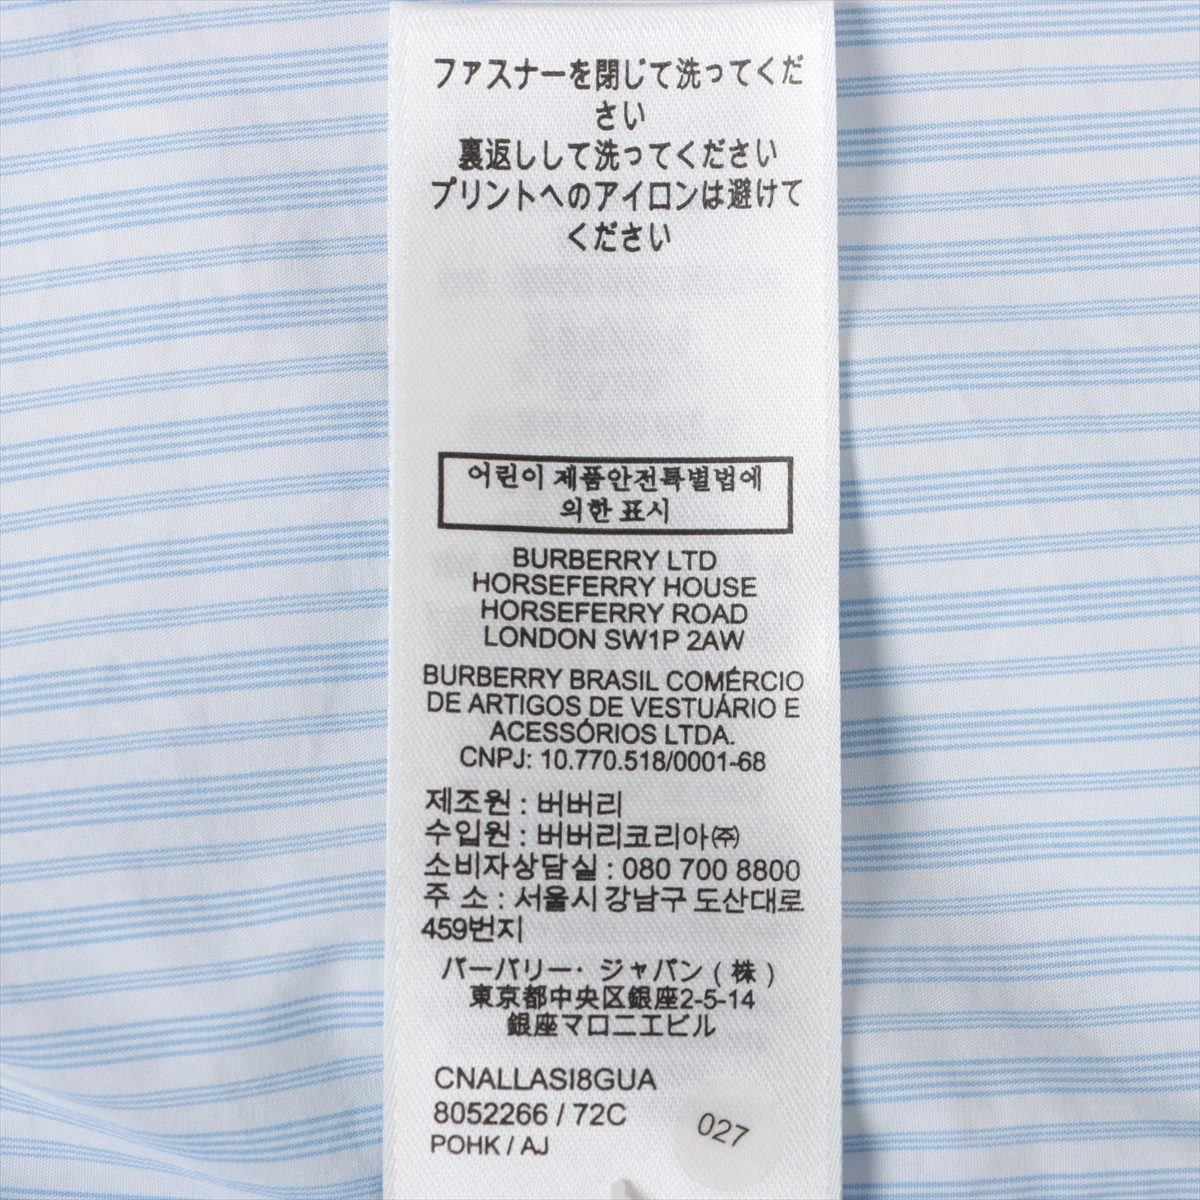 ファスナーを閉じて洗ってくだ
さい
裏返しして洗ってください
プリントへのアイロンは避けて
ください
어린이 제품안전특별법에
의한 표시
BURBERRY LTD
HORSEFERRY HOUSE
HORSEFERRY ROAD
LONDON SW1P 2AW
BURBERRY BRASIL COMÉRCIO
DE ARTIGOS DE VESTUÁRIO E
ACESSÓRIOS LTDA.
CNPJ: 10.770.518/0001-68
제조원 : 버버리
수입원 : 버버리코리아㈜
소비자상담실 : 080 700 8800
주 소 : 서울시 강남구 도산대로
459번지
バーバリー・ジャパン ( 株 )
東京都中央区銀座2-5-14
銀座マロニエビル
CNALLASI8GUA
8052266 / 72C
POHK / AJ
027